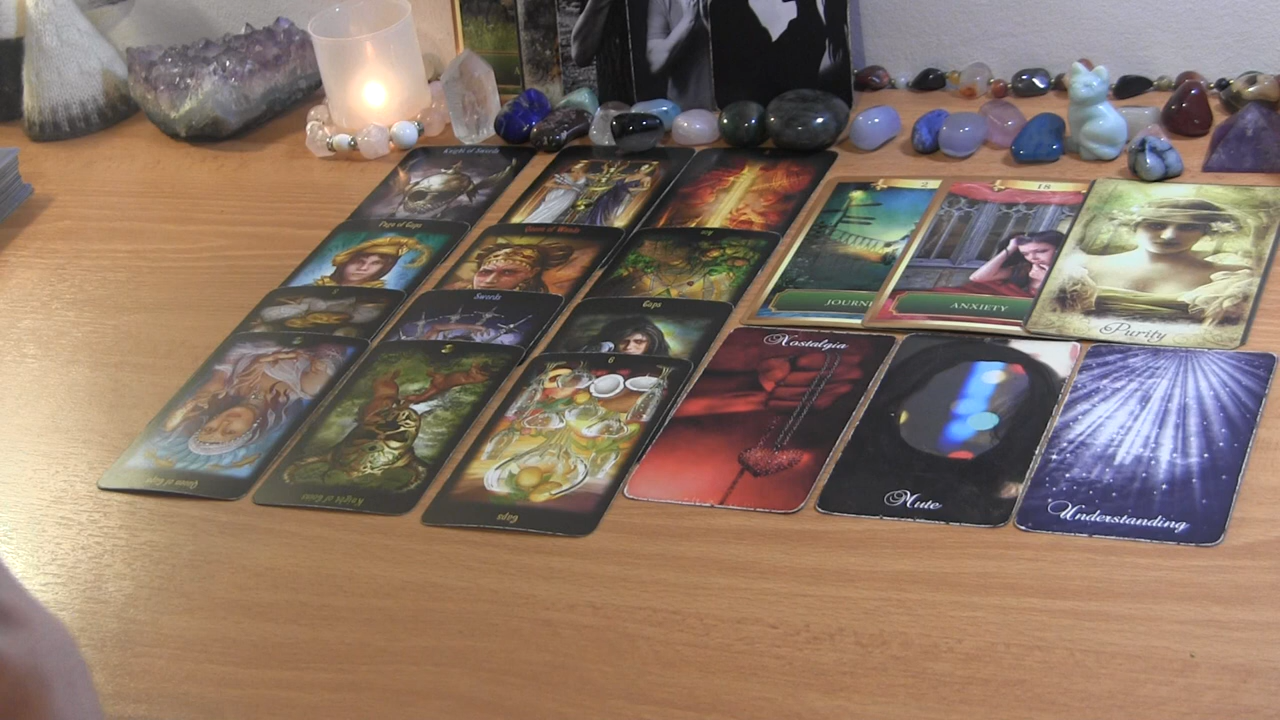 Knight of Swords
Page of Cups
Queen of Wands
Swords
Cups
Queen of Cups
Knight of Coins
6
Cups
2
JOURN
18
ANXIETY
Purity
Nostalgia
Mute
Understanding